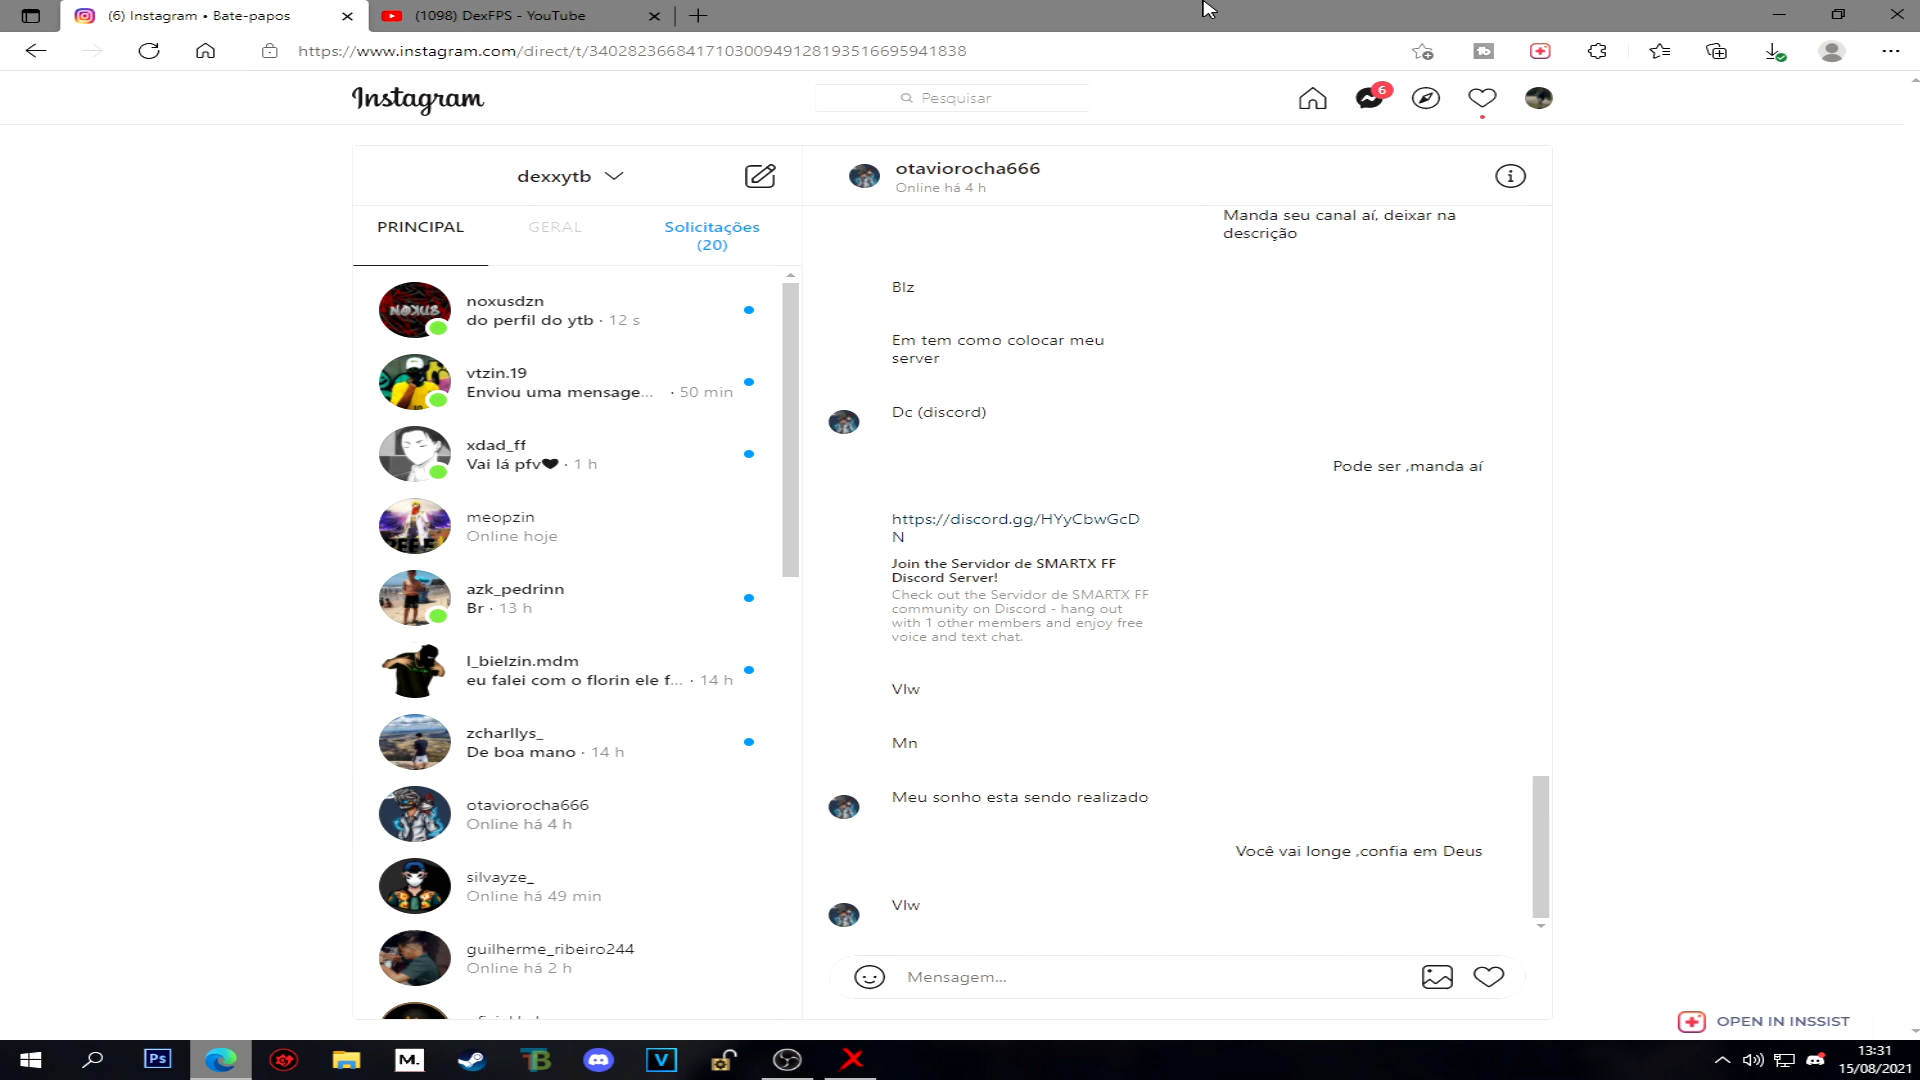 (6) Instagram • Bate-papos
(1098) DexFPS - YouTube
https://www.instagram.com/direct/t/340282366841710300949128193516695941838
Instagram
Pesquisar
6
dexxytb
otaviorocha666
Online há 4 h
PRINCIPAL
GERAL
Solicitações
(20)
noxusdzn
do perfil do ytb · 12 s
vtzin.19
Enviou uma mensage... · 50 min
xdad_ff
Vai lá pfv🖤 · 1 h
meopzin
Online hoje
azk_pedrinn
Br · 13 h
l_bielzin.mdm
eu falei com o florin ele f... · 14 h
zcharllys_
De boa mano · 14 h
otaviorocha666
Online há 4 h
silvayze_
Online há 49 min
guilherme_ribeiro244
Online há 2 h
Manda seu canal aí, deixar na
descrição
Blz
Em tem como colocar meu
server
Dc (discord)
Pode ser ,manda aí
https://discord.gg/HYyCbwGcD
N
Join the Servidor de SMARTX FF
Discord Server!
Check out the Servidor de SMARTX FF
community on Discord - hang out
with 1 other members and enjoy free
voice and text chat.
Vlw
Mn
Meu sonho esta sendo realizado
Você vai longe ,confia em Deus
Vlw
Mensagem...
OPEN IN INSSIST
Ps
M.
V
13:31
15/08/2021